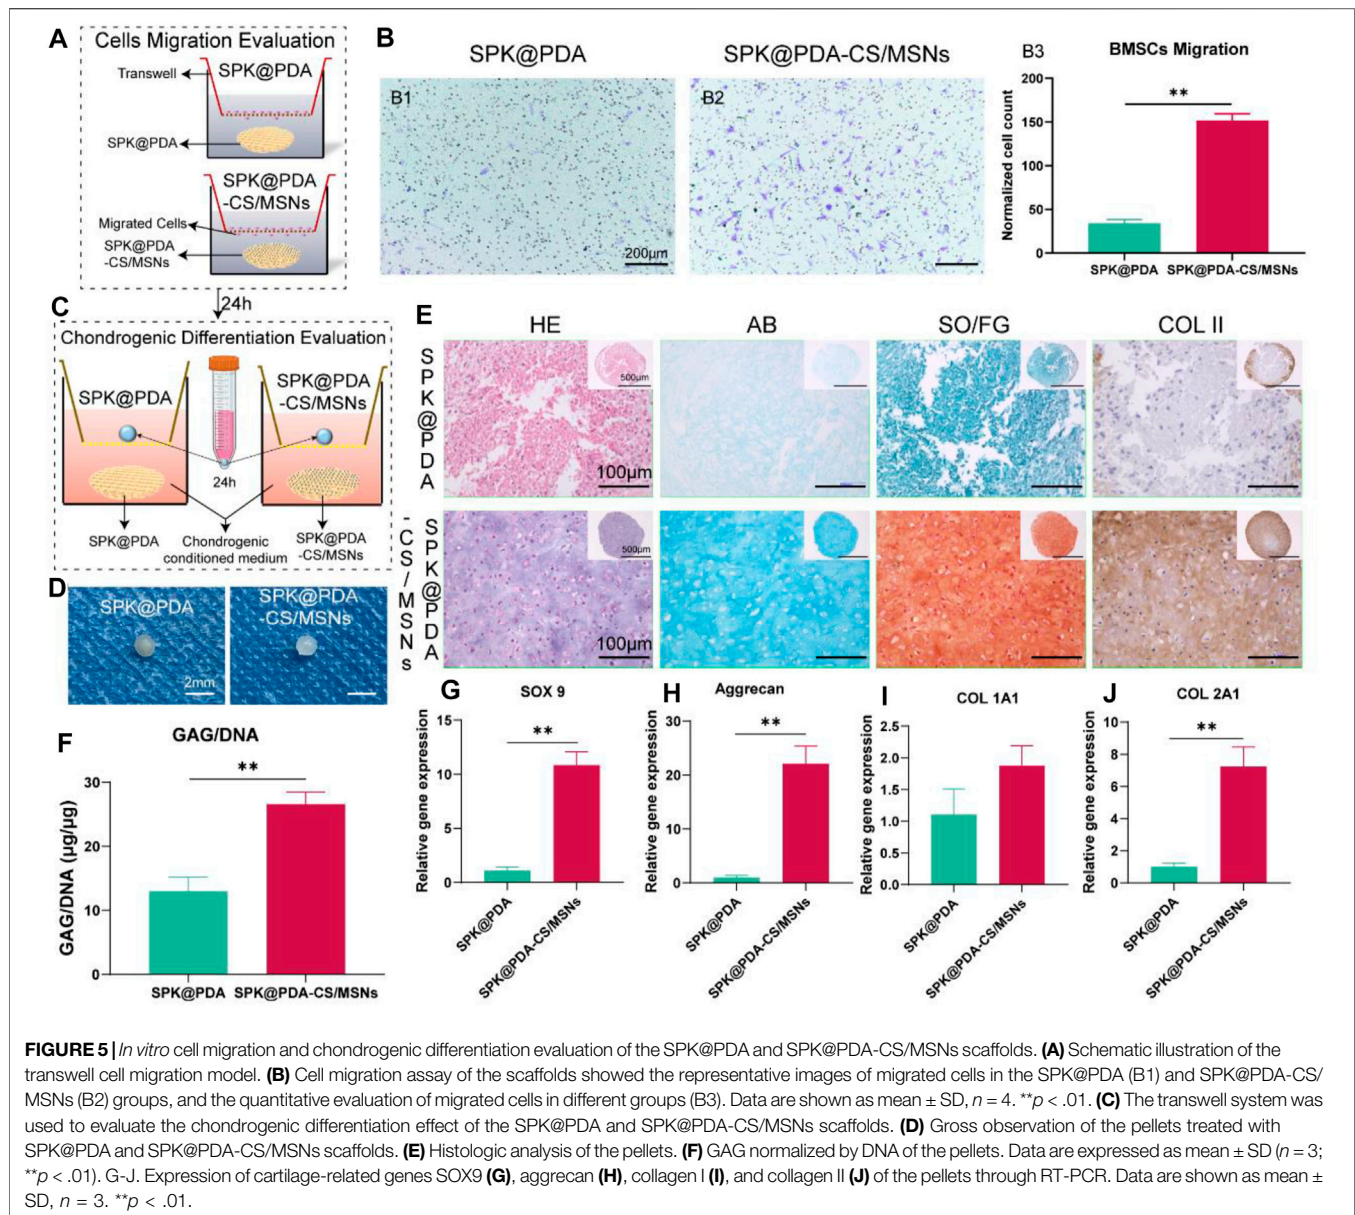 A
Cells Migration Evaluation
SPK@PDA
Transwell
SPK@PDA
SPK@PDA
-CS/MSNs
Migrated Cells
SPK@PDA
-CS/MSNs
24h
B
SPK@PDA
SPK@PDA-CS/MSNs
B1
200μm
B2
B3
BMSCs Migration
**
Normalized cell count
200
150
100
50
0
SPK@PDA
SPK@PDA-CS/MSNs
C
Chondrogenic Differentiation Evaluation
SPK@PDA
SPK@PDA
-CS/MSNs
24h
SPK@PDA
Chondrogenic
conditioned medium
SPK@PDA
-CS/MSNs
D
SPK@PDA
2mm
SPK@PDA
-CS/MSNs
E
HE
AB
SO/FG
COL II
SPK@PDA
500μm
100μm
SPK@PDA
-CS/MSNs
500μm
100μm
F
GAG/DNA
**
GAG/DNA (μg/μg)
30
20
10
0
SPK@PDA
SPK@PDA-CS/MSNs
G
SOX 9
**
Relative gene expression
15
10
5
0
SPK@PDA
SPK@PDA-CS/MSNs
H
Aggrecan
**
Relative gene expression
30
20
10
0
SPK@PDA
SPK@PDA-CS/MSNs
I
COL 1A1
Relative gene expression
2.5
2.0
1.5
1.0
0.5
0.0
SPK@PDA
SPK@PDA-CS/MSNs
J
COL 2A1
**
Relative gene expression
10
8
6
4
2
0
SPK@PDA
SPK@PDA-CS/MSNs
FIGURE 5 | In vitro cell migration and chondrogenic differentiation evaluation of the SPK@PDA and SPK@PDA-CS/MSNs scaffolds. (A) Schematic illustration of the
transwell cell migration model. (B) Cell migration assay of the scaffolds showed the representative images of migrated cells in the SPK@PDA (B1) and SPK@PDA-CS/
MSNs (B2) groups, and the quantitative evaluation of migrated cells in different groups (B3). Data are shown as mean ± SD, n = 4. **p < .01. (C) The transwell system was
used to evaluate the chondrogenic differentiation effect of the SPK@PDA and SPK@PDA-CS/MSNs scaffolds. (D) Gross observation of the pellets treated with
SPK@PDA and SPK@PDA-CS/MSNs scaffolds. (E) Histologic analysis of the pellets. (F) GAG normalized by DNA of the pellets. Data are expressed as mean ± SD (n = 3;
**p < .01). G-J. Expression of cartilage-related genes SOX9 (G), aggrecan (H), collagen I (I), and collagen II (J) of the pellets through RT-PCR. Data are shown as mean ±
SD, n = 3. **p < .01.